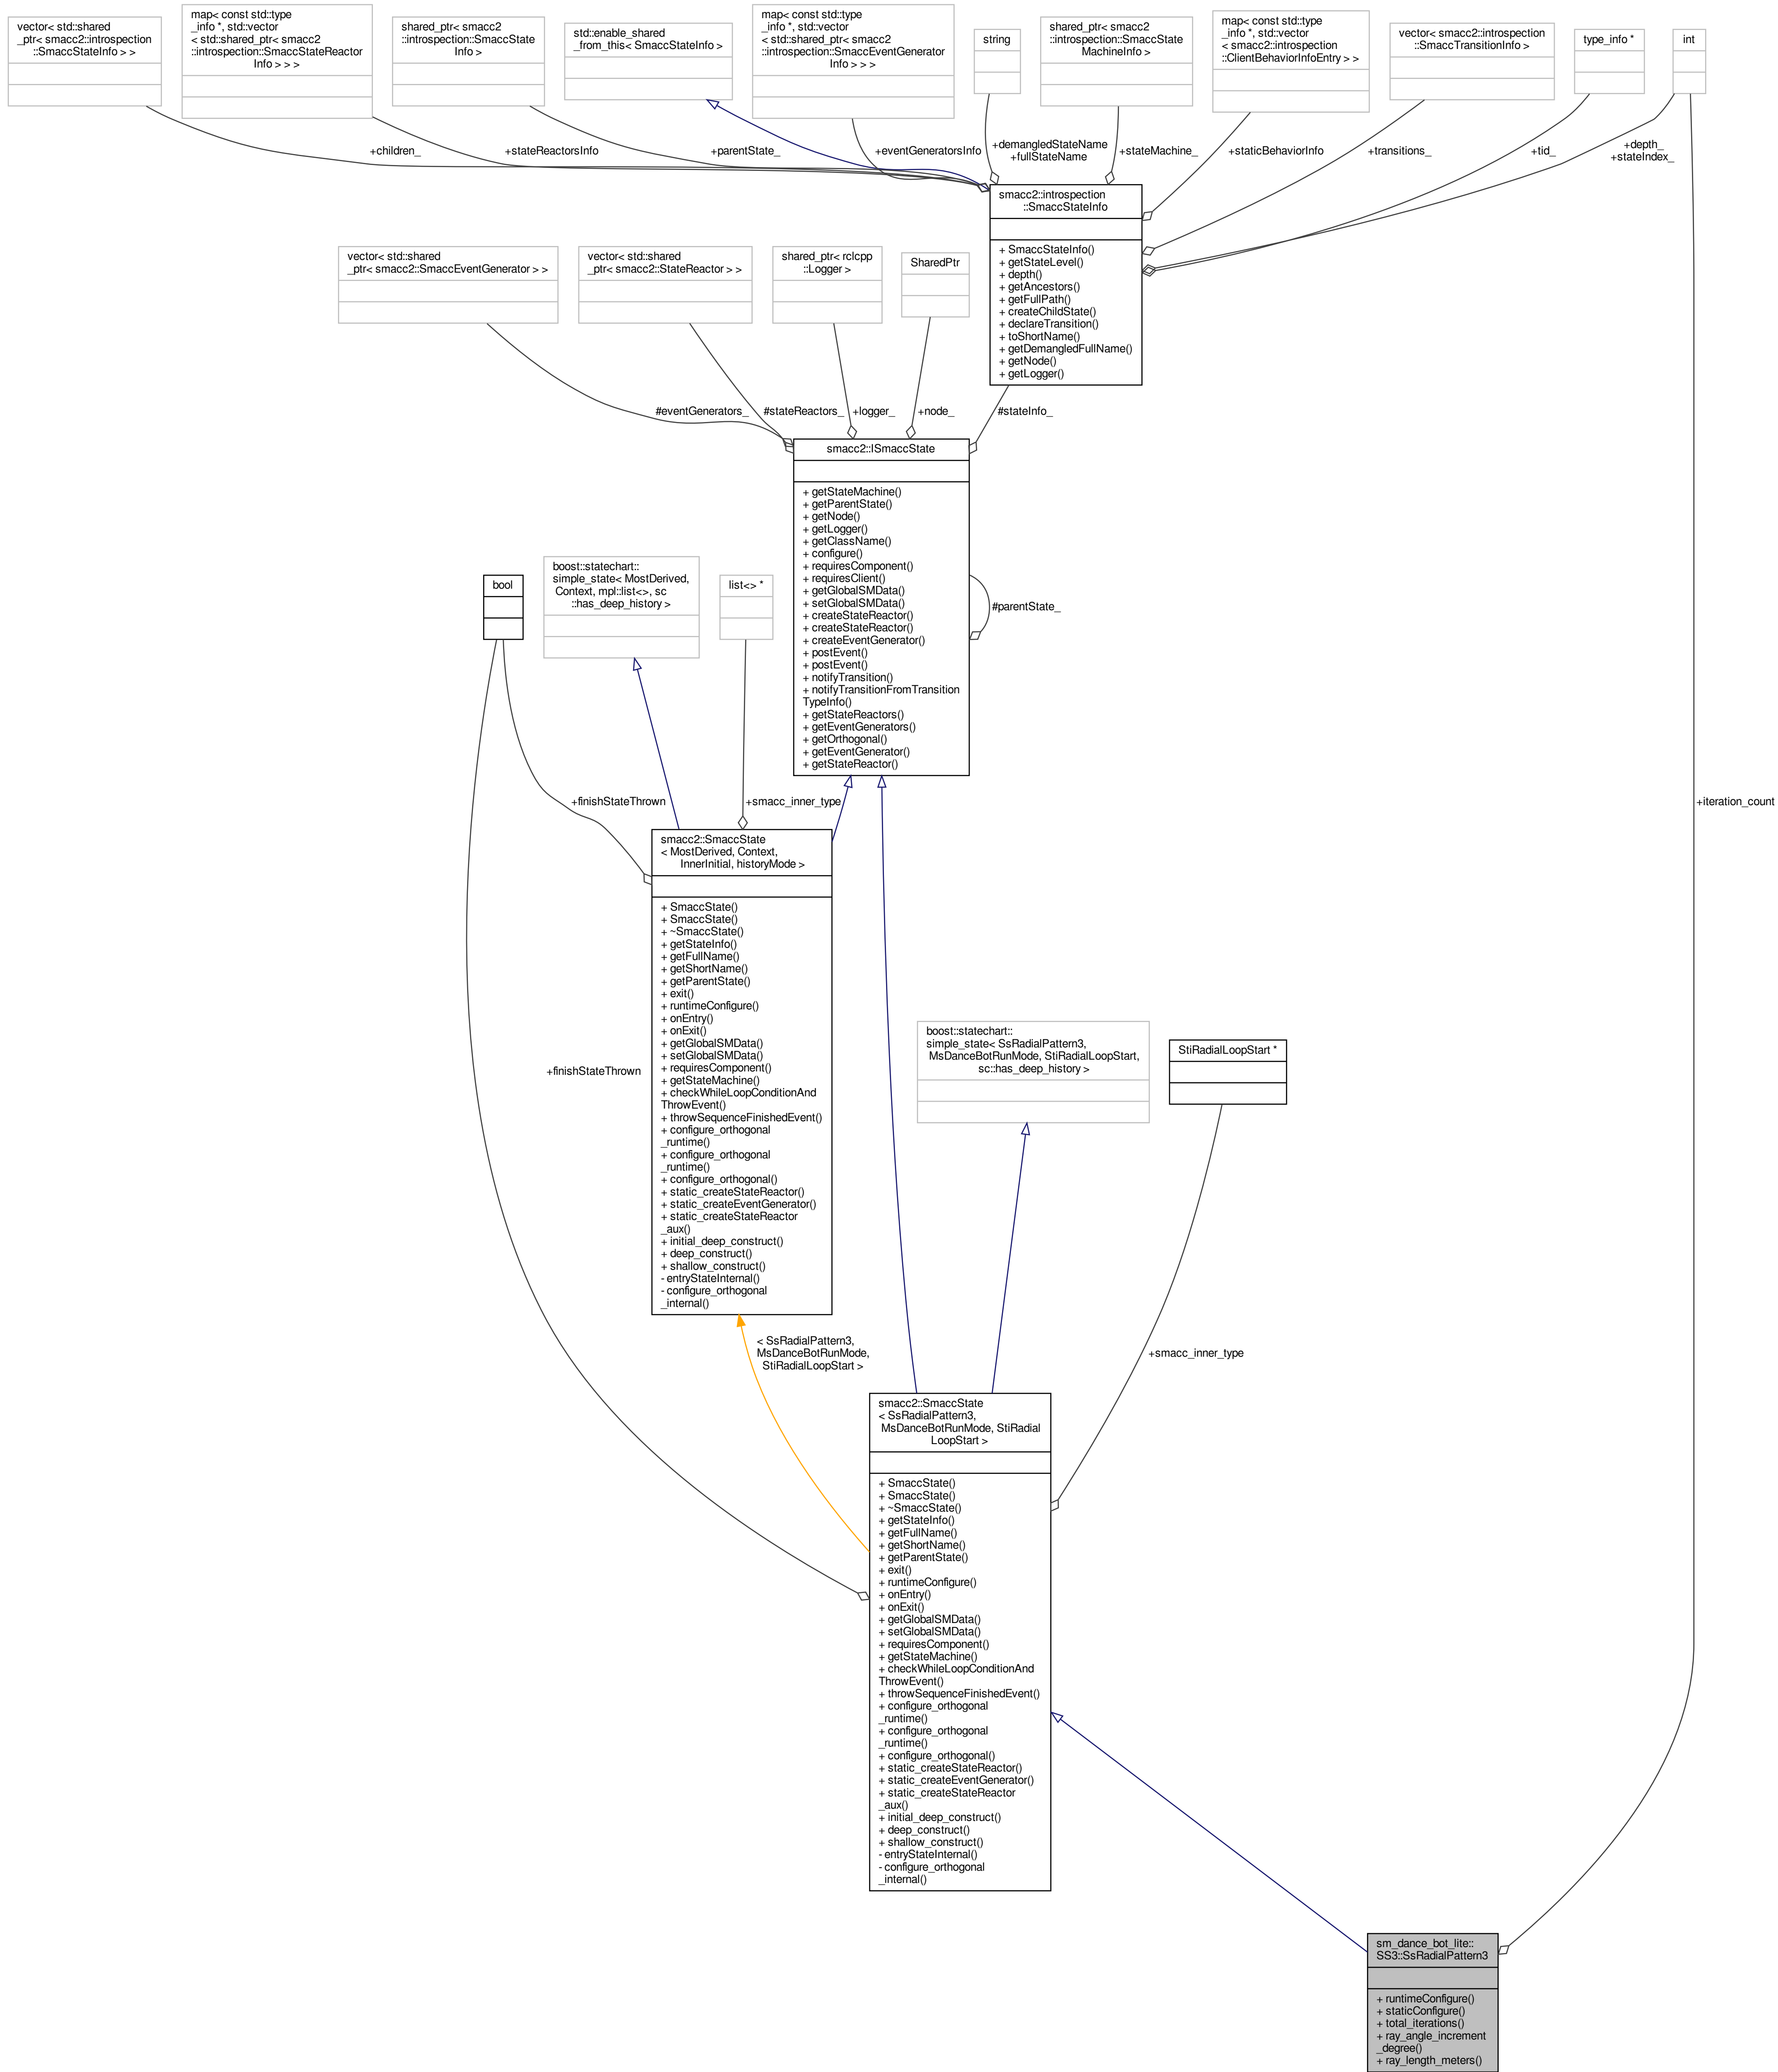 vector< std::shared
_ptr< smacc2::introspection
::SmaccStateInfo > >
map< const std::type
_info *, std::vector
< std::shared_ptr< smacc2
::introspection::SmaccStateReactor
Info > > >
shared_ptr< smacc2
::introspection::SmaccState
Info >
std::enable_shared
_from_this< SmaccStateInfo >
map< const std::type
_info *, std::vector
< std::shared_ptr< smacc2
::introspection::SmaccEventGenerator
Info > > >
string
shared_ptr< smacc2
::introspection::SmaccState
MachineInfo >
map< const std::type
_info *, std::vector
< smacc2::introspection
::ClientBehaviorInfoEntry > >
vector< smacc2::introspection
::SmaccTransitionInfo >
type_info *
int
+children_
+stateReactorsInfo
+parentState_
+eventGeneratorsInfo
+demangledStateName
+fullStateName
+stateMachine_
+staticBehaviorInfo
+transitions_
+tid_
+depth_
+stateIndex_
smacc2::introspection
::SmaccStateInfo
+ SmaccStateInfo()
+ getStateLevel()
+ depth()
+ getAncestors()
+ getFullPath()
+ createChildState()
+ declareTransition()
+ toShortName()
+ getDemangledFullName()
+ getNode()
+ getLogger()
vector< std::shared
_ptr< smacc2::SmaccEventGenerator > >
vector< std::shared
_ptr< smacc2::StateReactor > >
shared_ptr< rclcpp
::Logger >
SharedPtr
#eventGenerators_
#stateReactors_
+logger_
+node_
#stateInfo_
smacc2::ISmaccState
+ getStateMachine()
+ getParentState()
+ getNode()
+ getLogger()
+ getClassName()
+ configure()
+ requiresComponent()
+ requiresClient()
+ getGlobalSMData()
+ setGlobalSMData()
+ createStateReactor()
+ createStateReactor()
+ createEventGenerator()
+ postEvent()
+ postEvent()
+ notifyTransition()
+ notifyTransitionFromTransition
TypeInfo()
+ getStateReactors()
+ getEventGenerators()
+ getOrthogonal()
+ getEventGenerator()
+ getStateReactor()
#parentState_
bool
boost::statechart::
simple_state< MostDerived,
Context, mpl::list<>, sc
::has_deep_history >
list<> *
+finishStateThrown
+smacc_inner_type
+iteration_count
smacc2::SmaccState
< MostDerived, Context,
InnerInitial, historyMode >
+ SmaccState()
+ SmaccState()
+ ~SmaccState()
+ getStateInfo()
+ getFullName()
+ getShortName()
+ getParentState()
+ exit()
+ runtimeConfigure()
+ onEntry()
+ onExit()
+ getGlobalSMData()
+ setGlobalSMData()
+ requiresComponent()
+ getStateMachine()
+ checkWhileLoopConditionAnd
ThrowEvent()
+ throwSequenceFinishedEvent()
+ configure_orthogonal
_runtime()
+ configure_orthogonal
_runtime()
+ configure_orthogonal()
+ static_createStateReactor()
+ static_createEventGenerator()
+ static_createStateReactor
_aux()
+ initial_deep_construct()
+ deep_construct()
+ shallow_construct()
- entryStateInternal()
- configure_orthogonal
_internal()
+finishStateThrown
boost::statechart::
simple_state< SsRadialPattern3,
MsDanceBotRunMode, StiRadialLoopStart,
sc::has_deep_history >
StiRadialLoopStart *
< SsRadialPattern3,
MsDanceBotRunMode,
StiRadialLoopStart >
+smacc_inner_type
smacc2::SmaccState
< SsRadialPattern3,
MsDanceBotRunMode, StiRadial
LoopStart >
+ SmaccState()
+ SmaccState()
+ ~SmaccState()
+ getStateInfo()
+ getFullName()
+ getShortName()
+ getParentState()
+ exit()
+ runtimeConfigure()
+ onEntry()
+ onExit()
+ getGlobalSMData()
+ setGlobalSMData()
+ requiresComponent()
+ getStateMachine()
+ checkWhileLoopConditionAnd
ThrowEvent()
+ throwSequenceFinishedEvent()
+ configure_orthogonal
_runtime()
+ configure_orthogonal
_runtime()
+ configure_orthogonal()
+ static_createStateReactor()
+ static_createEventGenerator()
+ static_createStateReactor
_aux()
+ initial_deep_construct()
+ deep_construct()
+ shallow_construct()
- entryStateInternal()
- configure_orthogonal
_internal()
sm_dance_bot_lite::
SS3::SsRadialPattern3
+ runtimeConfigure()
+ staticConfigure()
+ total_iterations()
+ ray_angle_increment
_degree()
+ ray_length_meters()